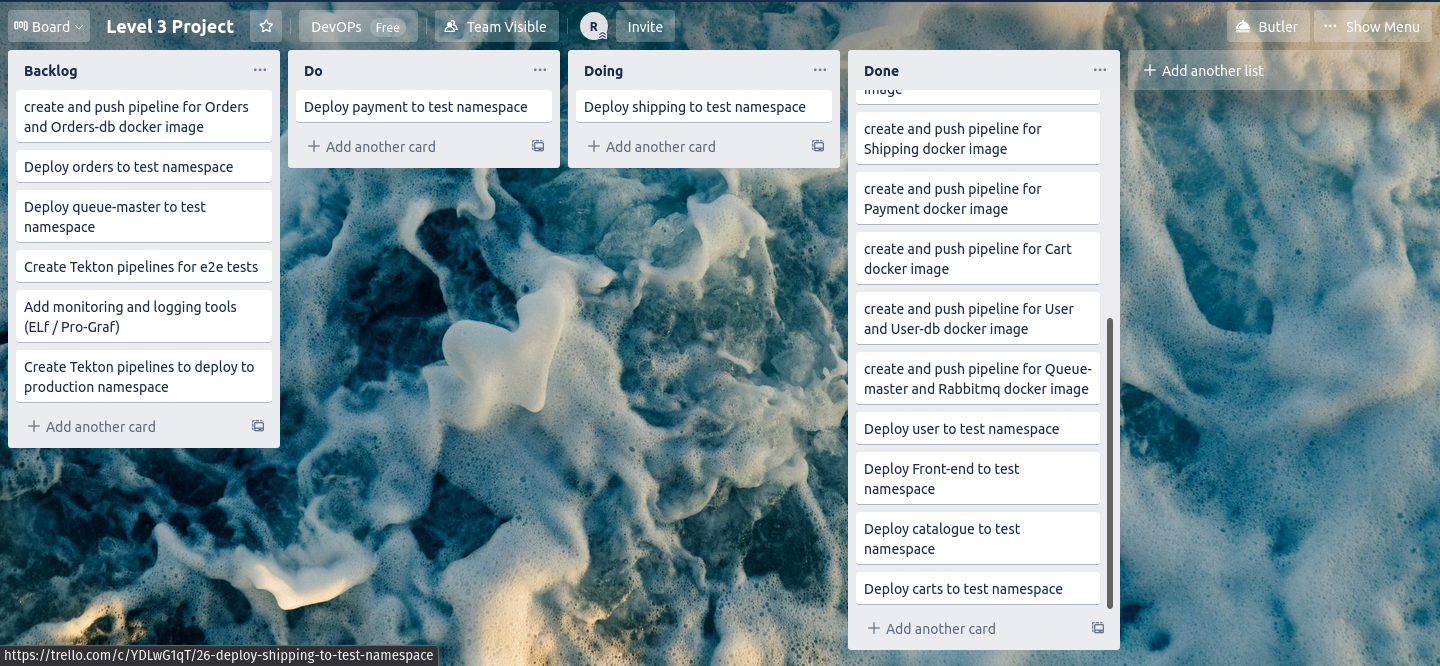 Board
Level 3 Project
DevOPs Free
Team Visible
R
Invite
Butler
Show Menu
Backlog
create and push pipeline for Orders
and Orders-db docker image
Deploy orders to test namespace
Deploy queue-master to test
namespace
Create Tekton pipelines for e2e tests
Add monitoring and logging tools
(ELf / Pro-Graf)
Create Tekton pipelines to deploy to
production namespace
Add another card
Do
Deploy payment to test namespace
Add another card
Doing
Deploy shipping to test namespace
Add another card
Done
image
create and push pipeline for
Shipping docker image
create and push pipeline for
Payment docker image
create and push pipeline for Cart
docker image
create and push pipeline for User
and User-db docker image
create and push pipeline for Queue-
master and Rabbitmq docker image
Deploy user to test namespace
Deploy Front-end to test
namespace
Deploy catalogue to test
namespace
Deploy carts to test namespace
Add another card
Add another list
https://trello.com/c/YDLwG1qT/26-deploy-shipping-to-test-namespace